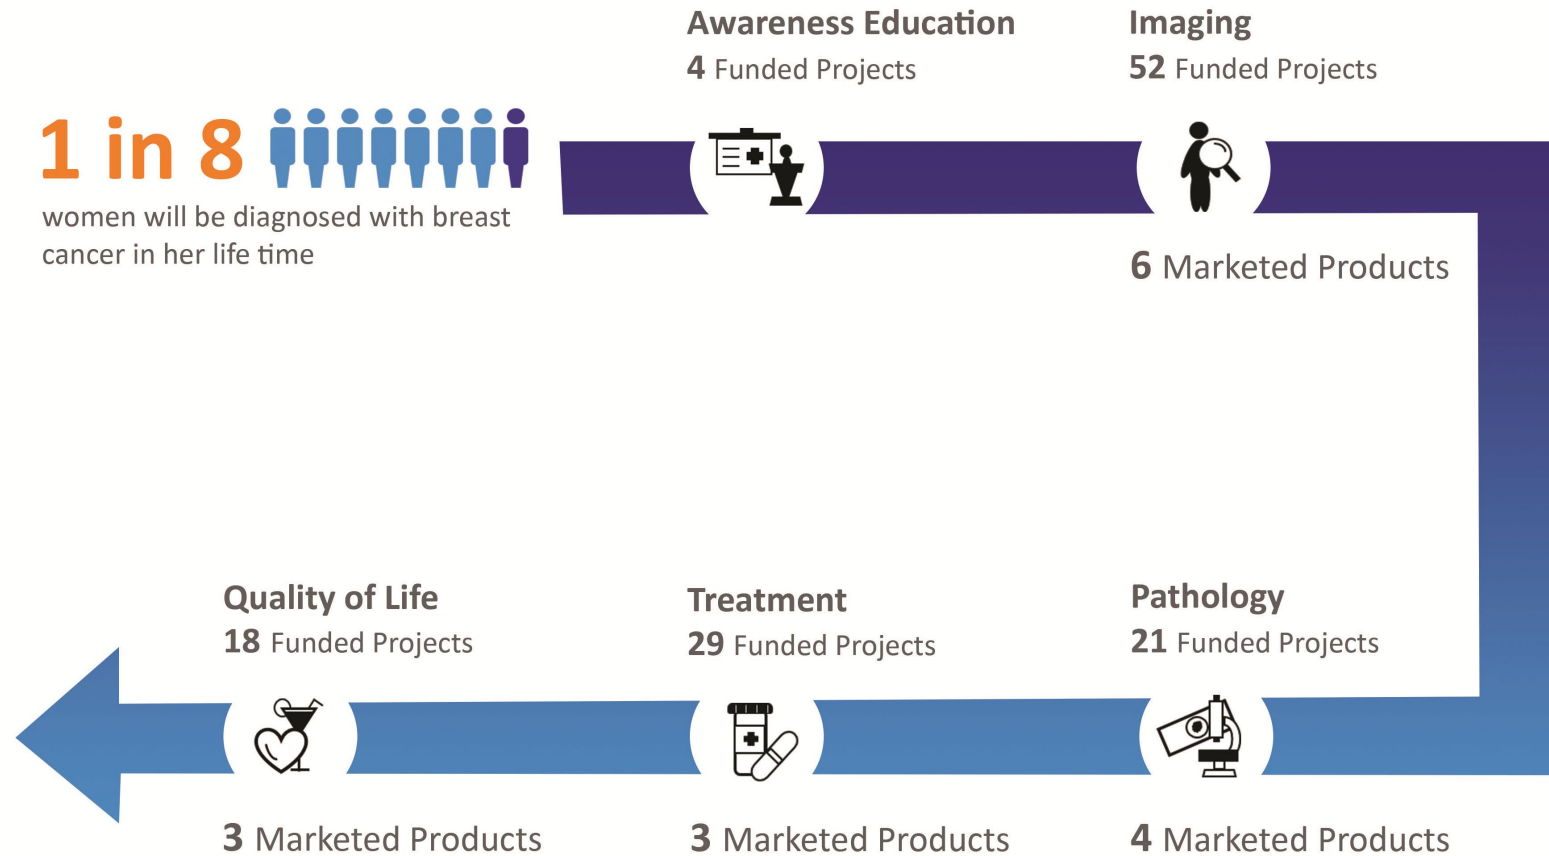 1 in 8
women will be diagnosed with breast
cancer in her life time
Awareness Education
4 Funded Projects
Imaging
52 Funded Projects
6 Marketed Products
Pathology
21 Funded Projects
4 Marketed Products
Treatment
29 Funded Projects
3 Marketed Products
Quality of Life
18 Funded Projects
3 Marketed Products